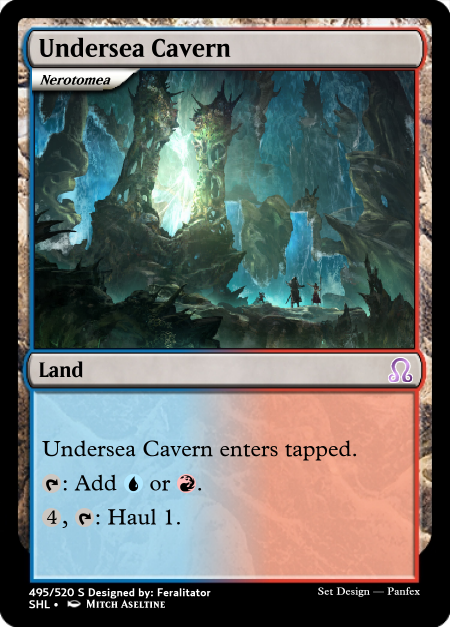 Undersea Cavern
Nerotomea
Land
Undersea Cavern enters tapped.
: Add or .
4, : Haul 1.
495/520 S Designed by: Feralitator
Set Design — Panfex
SHL • Mitch Aseltine